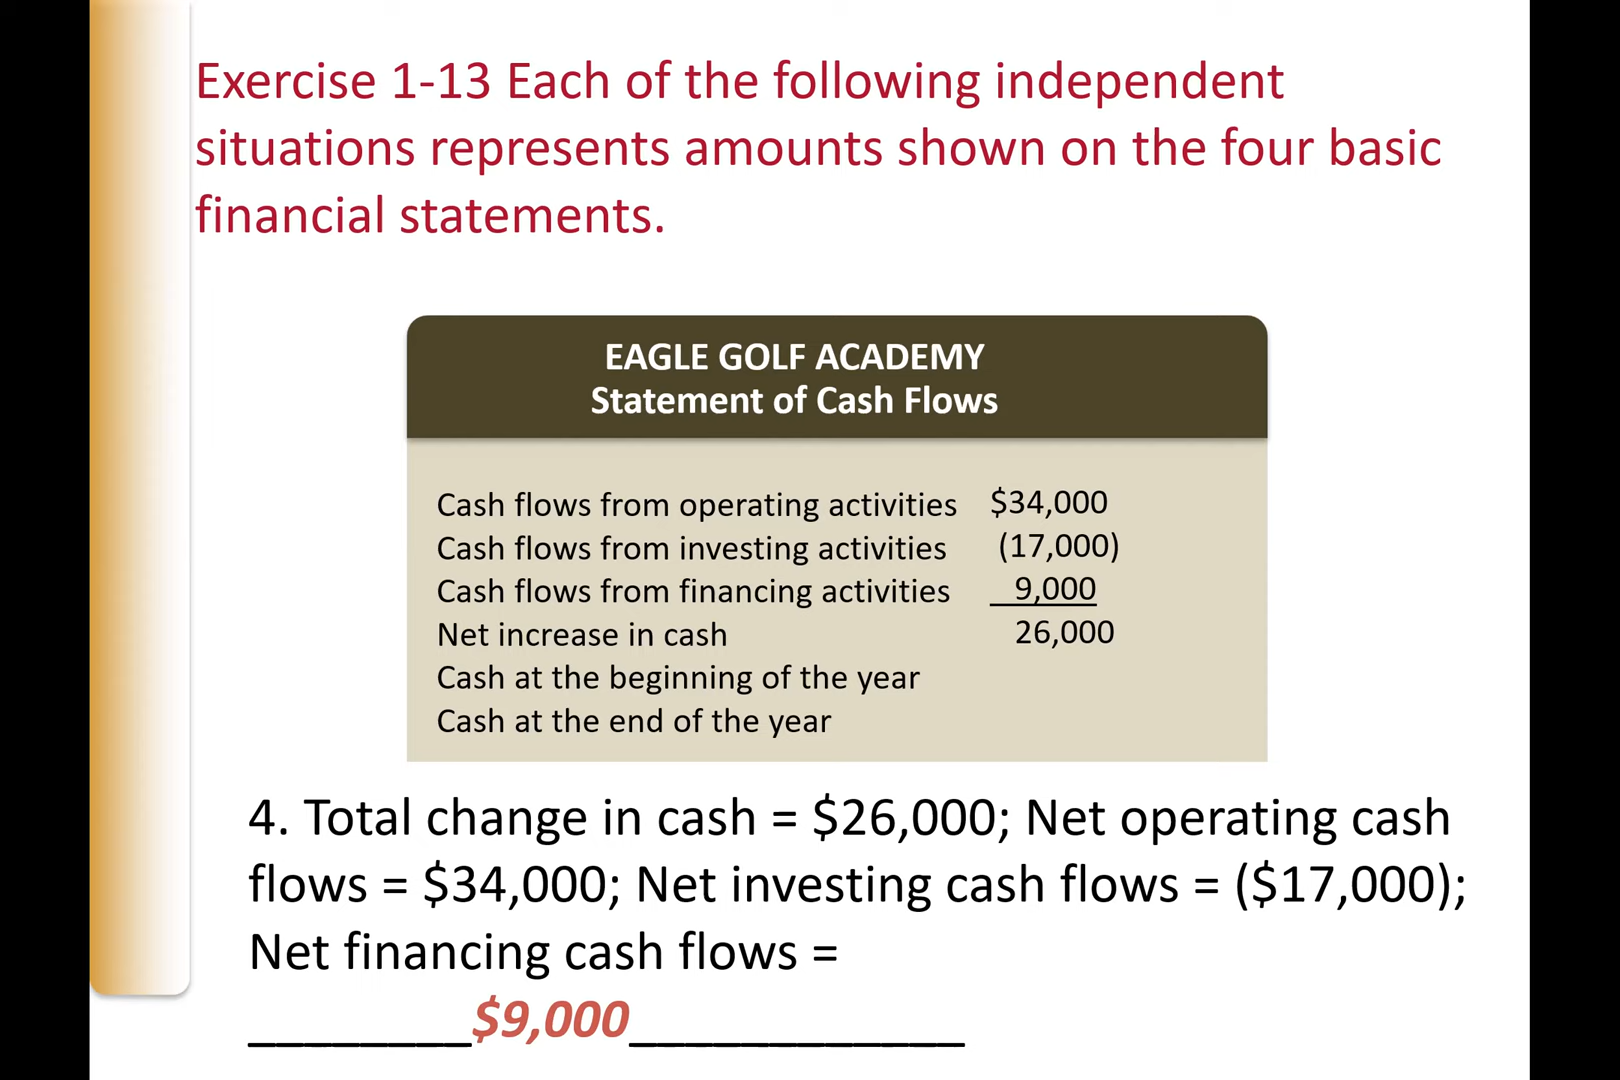 Exercise 1-13 Each of the following independent
situations represents amounts shown on the four basic
financial statements.
EAGLE GOLF ACADEMY
Statement of Cash Flows
Cash flows from operating activities $34,000
Cash flows from investing activities (17,000)
Cash flows from financing activities 9,000
Net increase in cash 26,000
Cash at the beginning of the year
Cash at the end of the year
4. Total change in cash = $26,000; Net operating cash
flows = $34,000; Net investing cash flows = ($17,000);
Net financing cash flows =
________$9,000____________